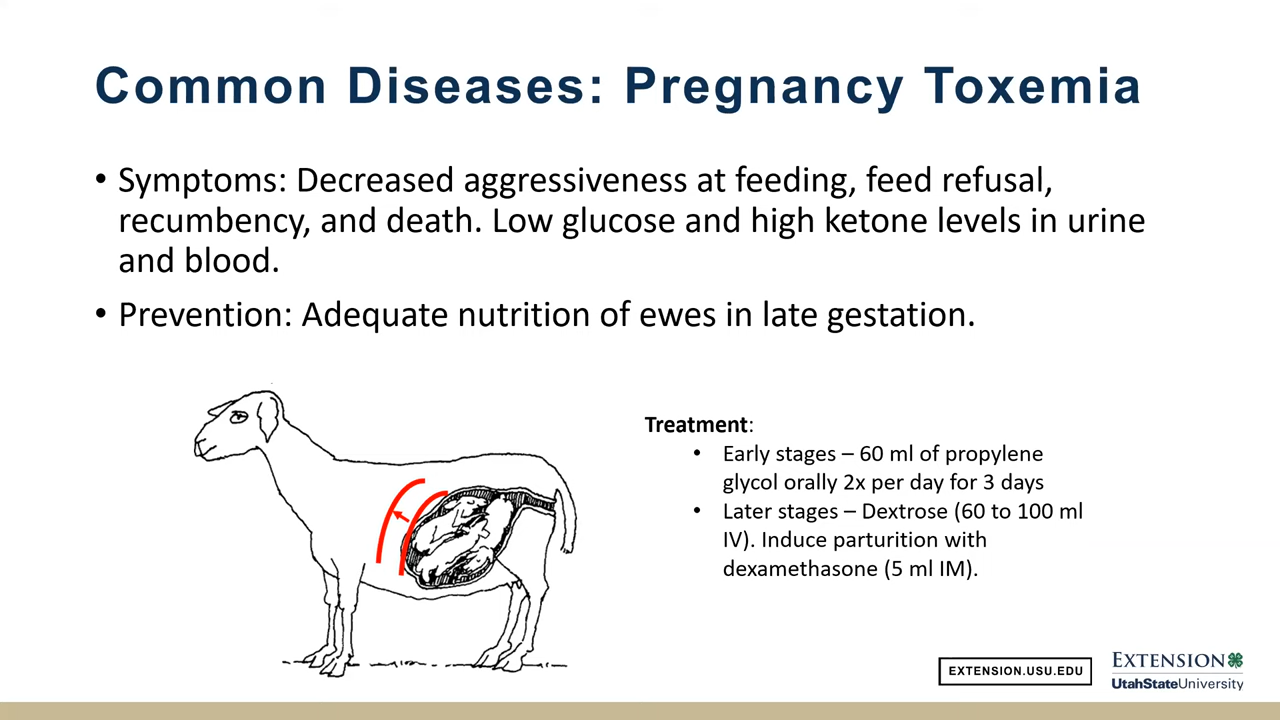 Common Diseases: Pregnancy Toxemia
• Symptoms: Decreased aggressiveness at feeding, feed refusal,
recumbency, and death. Low glucose and high ketone levels in urine
and blood.
• Prevention: Adequate nutrition of ewes in late gestation.
Treatment:
• Early stages – 60 ml of propylene
glycol orally 2x per day for 3 days
• Later stages – Dextrose (60 to 100 ml
IV). Induce parturition with
dexamethasone (5 ml IM).
EXTENSION.USU.EDU
EXTENSION
UtahStateUniversity